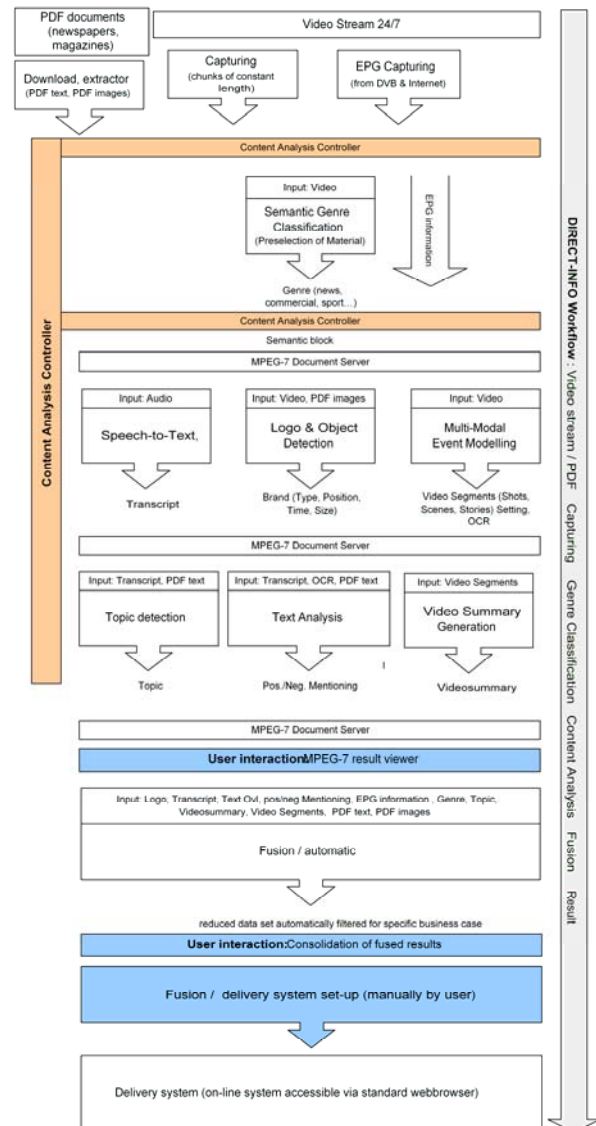 PDF documents
(newspapers,
magazines)
Video Stream 24/7
Download, extractor
(PDF text, PDF images)
Capturing
(chunks of constant
length)
EPG Capturing
(from DVB & Internet)
Content Analysis Controller
Content Analysis Controller
Input: Video
Semantic Genre
Classification
(Preselection of Material)
EPG information
Genre (news,
commercial, sport…)
Content Analysis Controller
Semantic block
MPEG-7 Document Server
Input: Audio
Speech-to-Text,
Transcript
Input: Video, PDF images
Logo & Object
Detection
Brand (Type, Position,
Time, Size)
Input: Video
Multi-Modal
Event Modelling
Video Segments (Shots,
Scenes, Stories) Setting,
OCR
MPEG-7 Document Server
Input: Transcript, PDF text
Topic detection
Topic
Input: Transcript, OCR, PDF text
Text Analysis
Pos./Neg. Mentioning
Input: Video Segments
Video Summary
Generation
Videosummary
MPEG-7 Document Server
User interaction:MPEG-7 result viewer
Input: Logo, Transcript, Text Ovl, pos/neg Mentioning, EPG information , Genre, Topic,
Videosummary, Video Segments, PDF text, PDF images
Fusion / automatic
reduced data set automatically filtered for specific business case
User interaction:Consolidation of fused results
Fusion / delivery system set-up (manually by user)
Delivery system (on-line system accessible via standard webbrowser)
DIRECT-INFO Workflow : Video stream / PDF Capturing Genre Classification Content Analysis Fusion Result